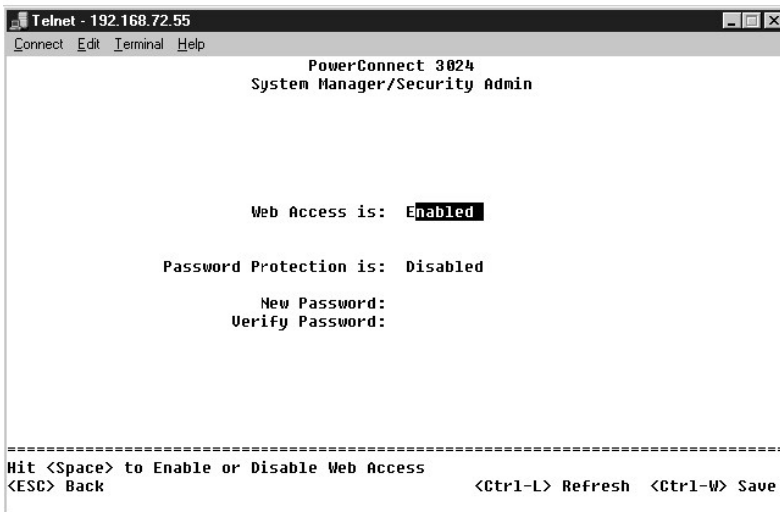 Telnet - 192.168.72.55
Connect Edit Terminal Help
PowerConnect 3024
System Manager/Security Admin
Web Access is: Enabled
Password Protection is: Disabled
New Password:
Verify Password:
================================================================================
Hit <Space> to Enable or Disable Web Access
<ESC> Back <Ctrl-L> Refresh <Ctrl-W> Save